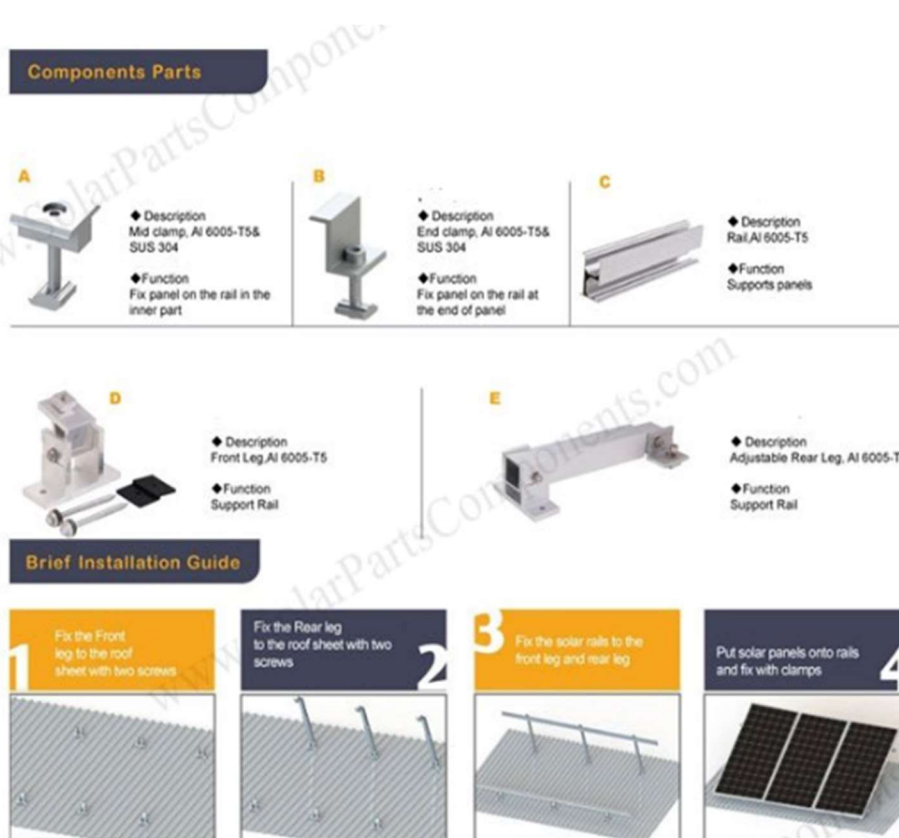 Components Parts
A
◆ Description
Mid clamp, Al 6005-T5&
SUS 304
◆Function
Fix panel on the rail in the
inner part
B
◆ Description
End clamp, Al 6005-T5&
SUS 304
◆Function
Fix panel on the rail at
the end of panel
C
◆ Description
Rail,Al 6005-T5
◆Function
Supports panels
D
◆ Description
Front Leg,Al 6005-T5
◆Function
Support Rail
E
◆ Description
Adjustable Rear Leg, Al 6005-T
◆Function
Support Rail
Brief Installation Guide
1
Fix the Front
leg to the roof
sheet with two screws
2
Fix the Rear leg
to the roof sheet with two
screws
3
Fix the solar rails to the
front leg and rear leg
4
Put solar panels onto rails
and fix with clamps
www.SolarPartsComponents.com